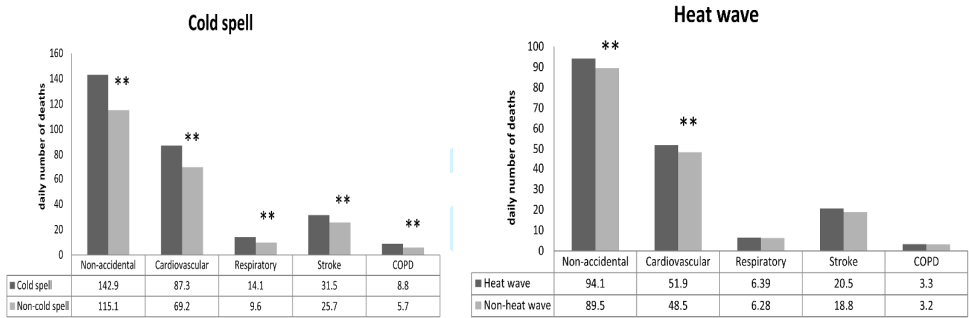 Cold spell
daily number of deaths
160
140
120
100
80
60
40
20
0
**
**
**
**
**
Non-accidental Cardiovascular Respiratory Stroke COPD
Cold spell 142.9 87.3 14.1 31.5 8.8
Non-cold spell 115.1 69.2 9.6 25.7 5.7
Heat wave
daily number of deaths
100
90
80
70
60
50
40
30
20
10
0
**
**
Non-accidental Cardiovascular Respiratory Stroke COPD
Heat wave 94.1 51.9 6.39 20.5 3.3
Non-heat wave 89.5 48.5 6.28 18.8 3.2